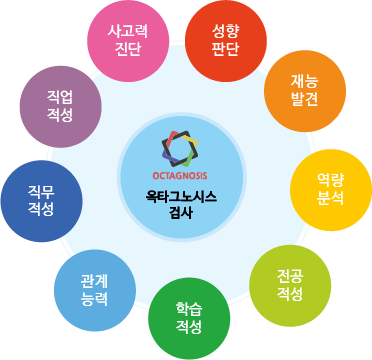 사고력
진단
성향
판단
재능
발견
역량
분석
전공
적성
학습
적성
관계
능력
직무
적성
직업
적성
OCTAGNOSIS
옥타그노시스
검사